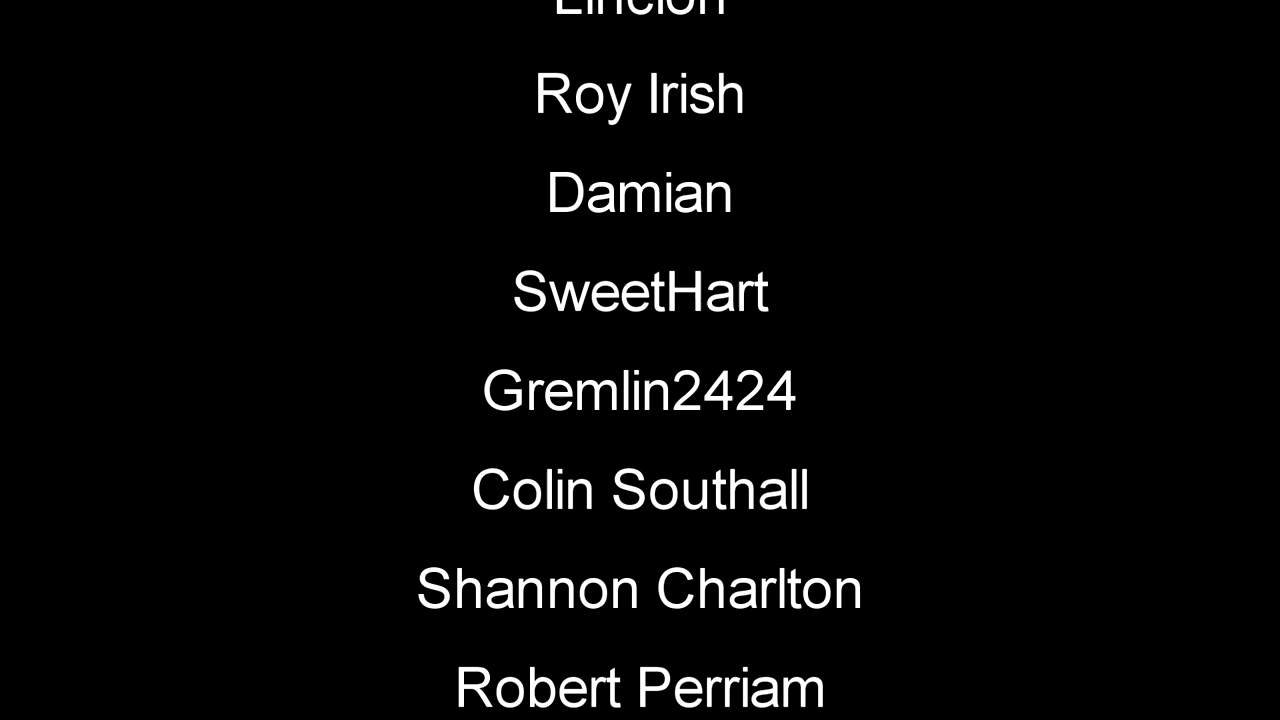 Roy Irish
Damian
SweetHart
Gremlin2424
Colin Southall
Shannon Charlton
Robert Perriam